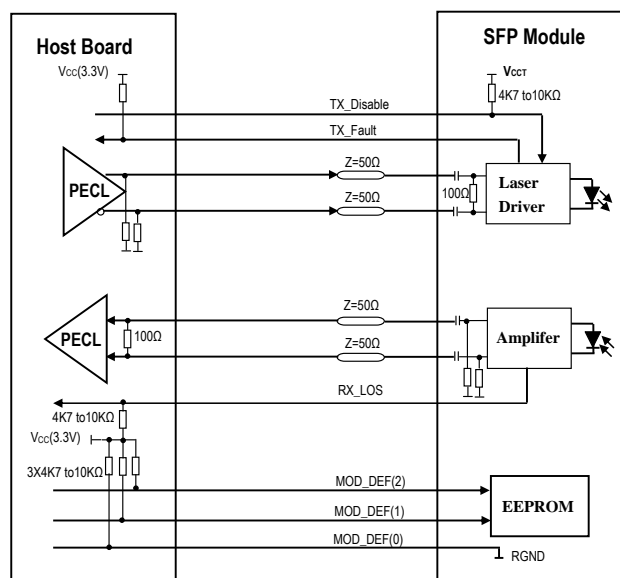 Host Board
SFP Module
Vcc(3.3V)
VCCT
4K7 to10KΩ
TX_Disable
TX_Fault
PECL
Z=50Ω
Z=50Ω
100Ω
Laser
Driver
PECL
100Ω
Z=50Ω
Z=50Ω
Amplifer
RX_LOS
4K7 to10KΩ
Vcc(3.3V)
3X4K7 to10KΩ
MOD_DEF(2)
MOD_DEF(1)
MOD_DEF(0)
EEPROM
RGND